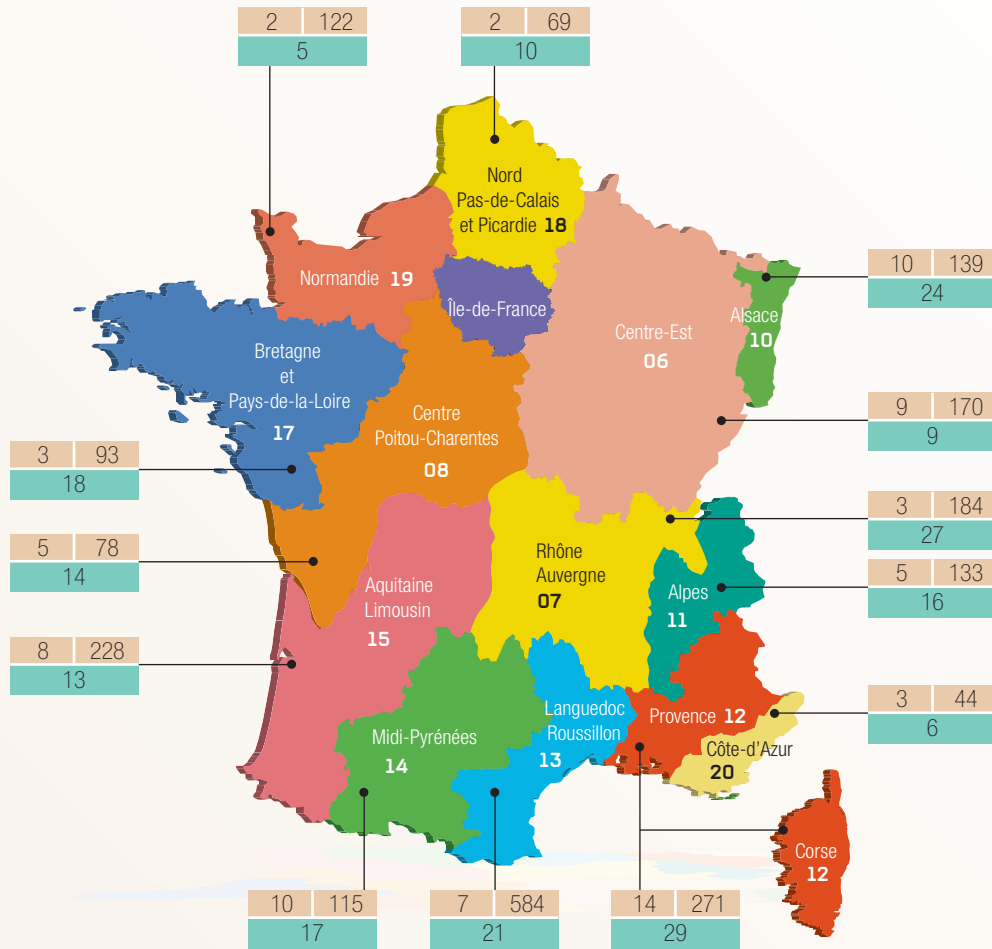 2 122
5
2 69
10
Nord
Pas-de-Calais
et Picardie 18
Normandie 19
Île-de-France
10 139
24
Alsace
10
Centre-Est
06
Bretagne
et
Pays-de-la-Loire
17
Centre
Poitou-Charentes
08
9 170
9
3 93
18
3 184
27
5 78
14
Rhône
Auvergne
07
Aquitaine
Limousin
15
Alpes
11
5 133
16
8 228
13
Languedoc
Roussillon
13
Provence 12
3 44
6
Midi-Pyrénées
14
Côte-d'Azur
20
Corse
12
10 115
17
7 584
21
14 271
29